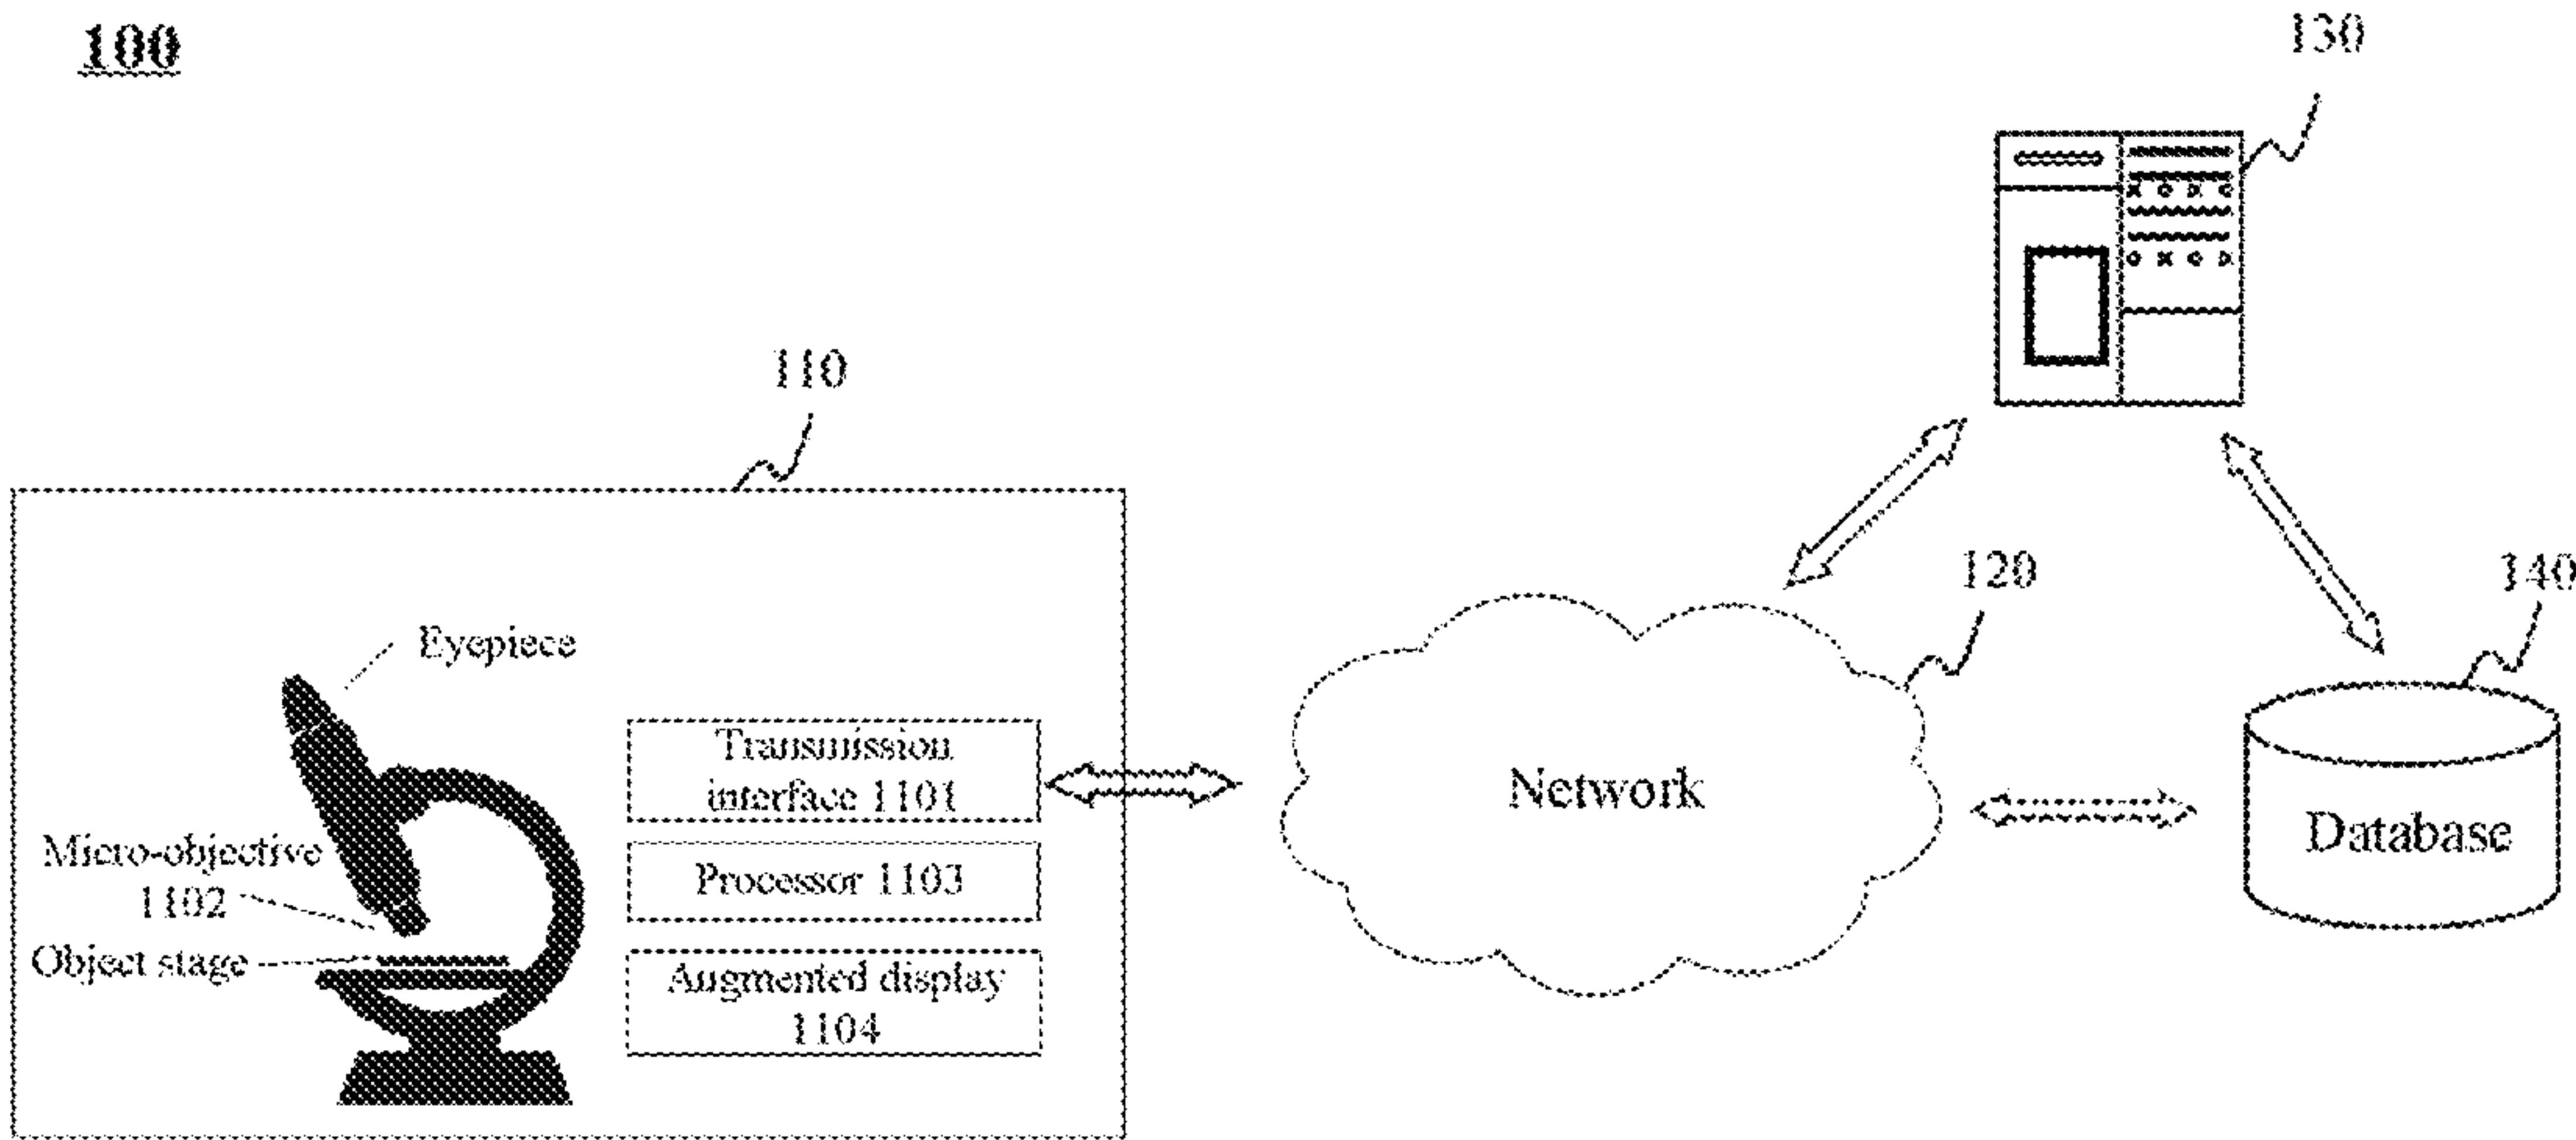 100
130
110
120
140
Eyepiece
Transmission
interface 1101
Network
Database
Micro-objective
1102
Processor 1103
Object stage
Augmented display
1104